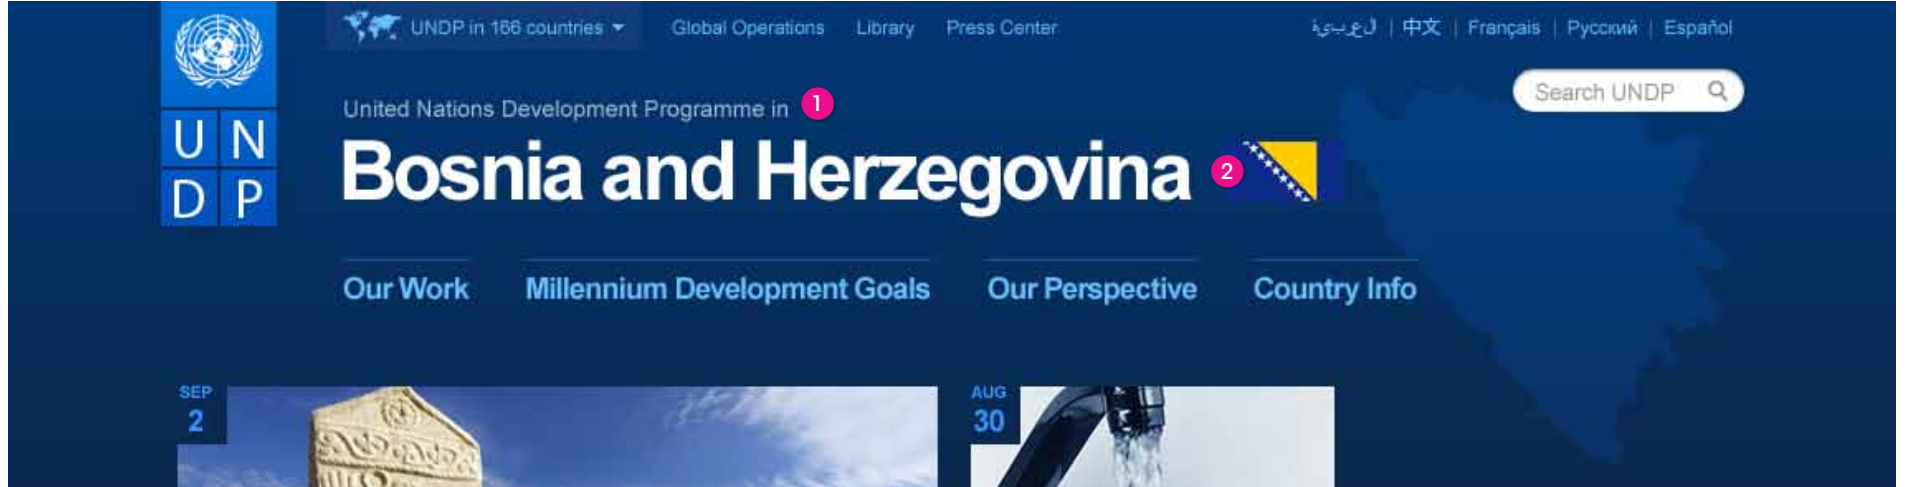 UNDP in 166 countries
Global Operations
Library
Press Center
العربية | 中文 | Français | Русский | Español
UN
DP
Search UNDP
United Nations Development Programme in 1
Bosnia and Herzegovina 2
Our Work
Millennium Development Goals
Our Perspective
Country Info
SEP
2
AUG
30